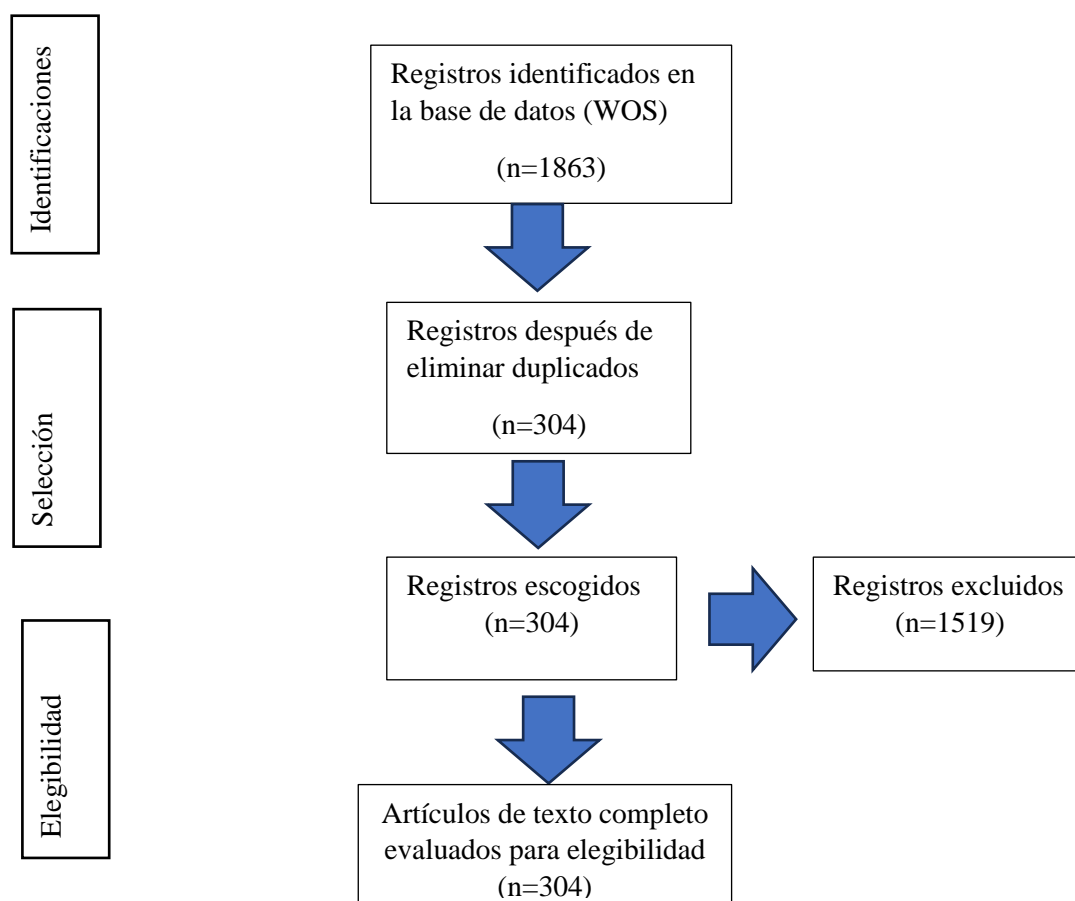 Identificaciones
Registros identificados en
la base de datos (WOS)
(n=1863)
Selección
Registros después de
eliminar duplicados
(n=304)
Registros escogidos
(n=304)
Registros excluidos
(n=1519)
Elegibilidad
Artículos de texto completo
evaluados para elegibilidad
(n=304)